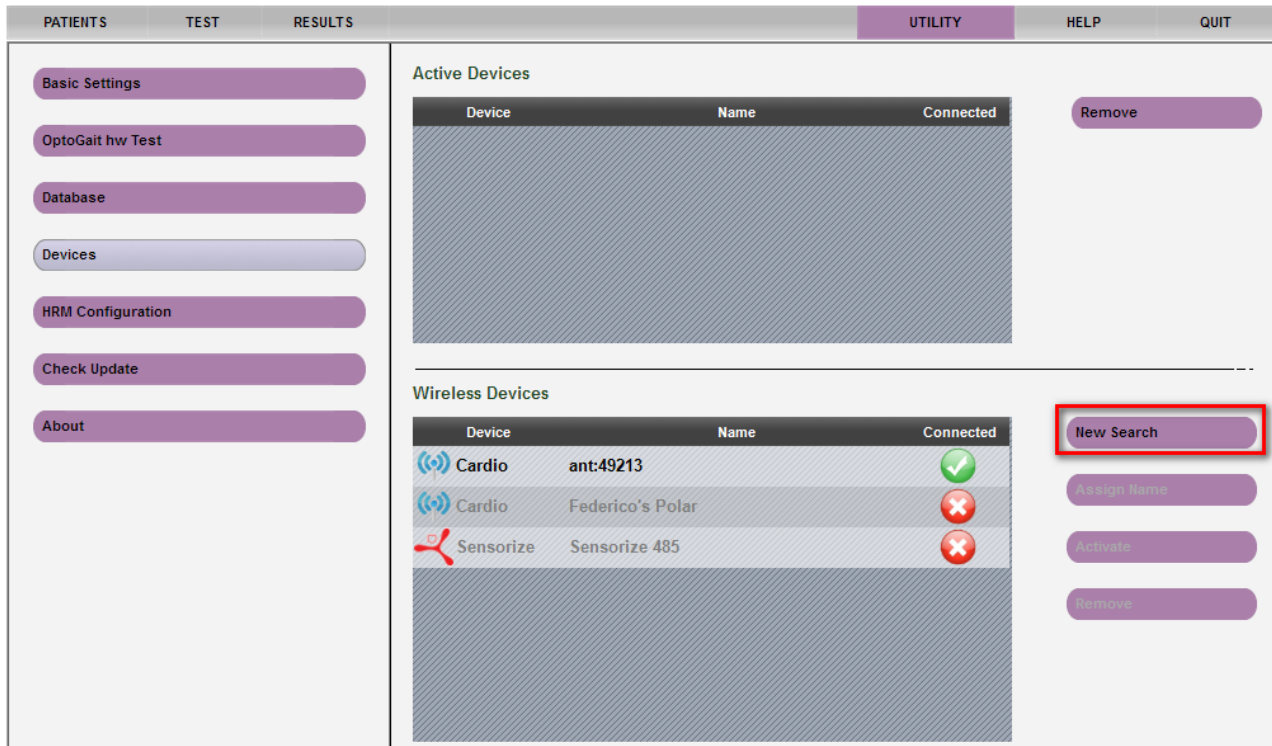 PATIENTS TEST RESULTS UTILITY HELP QUIT
Basic Settings
OptoGait hw Test
Database
Devices
HRM Configuration
Check Update
About
Active Devices
Device Name Connected
Remove
Wireless Devices
Device Name Connected
Cardio ant:49213
Cardio Federico's Polar
Sensorize Sensorize 485
New Search
Assign Name
Activate
Remove